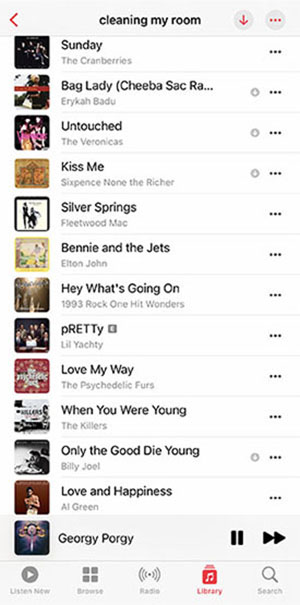 cleaning my room
Sunday
The Cranberries
Bag Lady (Cheeba Sac Ra...
Erykah Badu
Untouched
The Veronicas
Kiss Me
Sixpence None the Richer
Silver Springs
Fleetwood Mac
Bennie and the Jets
Elton John
Hey What's Going On
1993 Rock One Hit Wonders
pRETTy E
Lil Yachty
Love My Way
The Psychedelic Furs
When You Were Young
The Killers
Only the Good Die Young
Billy Joel
Love and Happiness
Al Green
Georgy Porgy
Listen Now Browse Radio Library Search